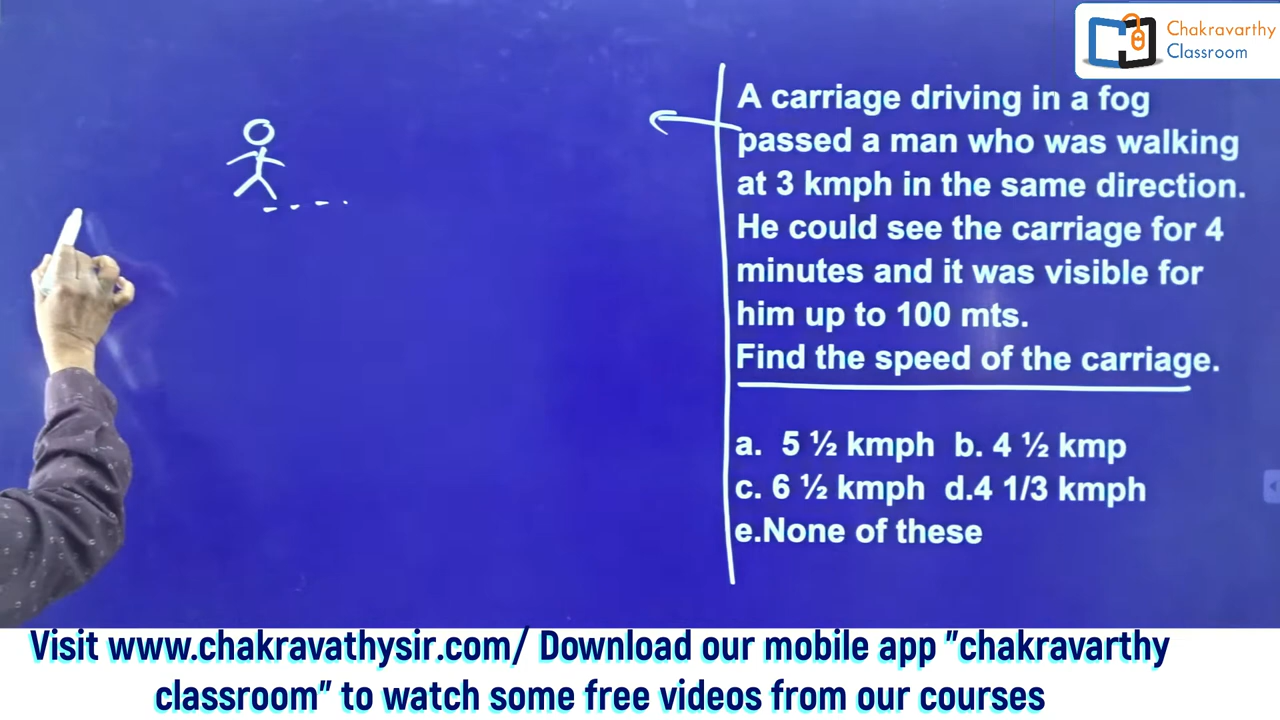 Chakravarthy
Classroom
A carriage driving in a fog
passed a man who was walking
at 3 kmph in the same direction.
He could see the carriage for 4
minutes and it was visible for
him up to 100 mts.
Find the speed of the carriage.
a. 5 ½ kmph b. 4 ½ kmp
c. 6 ½ kmph d.4 1/3 kmph
e.None of these
Visit www.chakravathysir.com/ Download our mobile app "chakravarthy
classroom" to watch some free videos from our courses